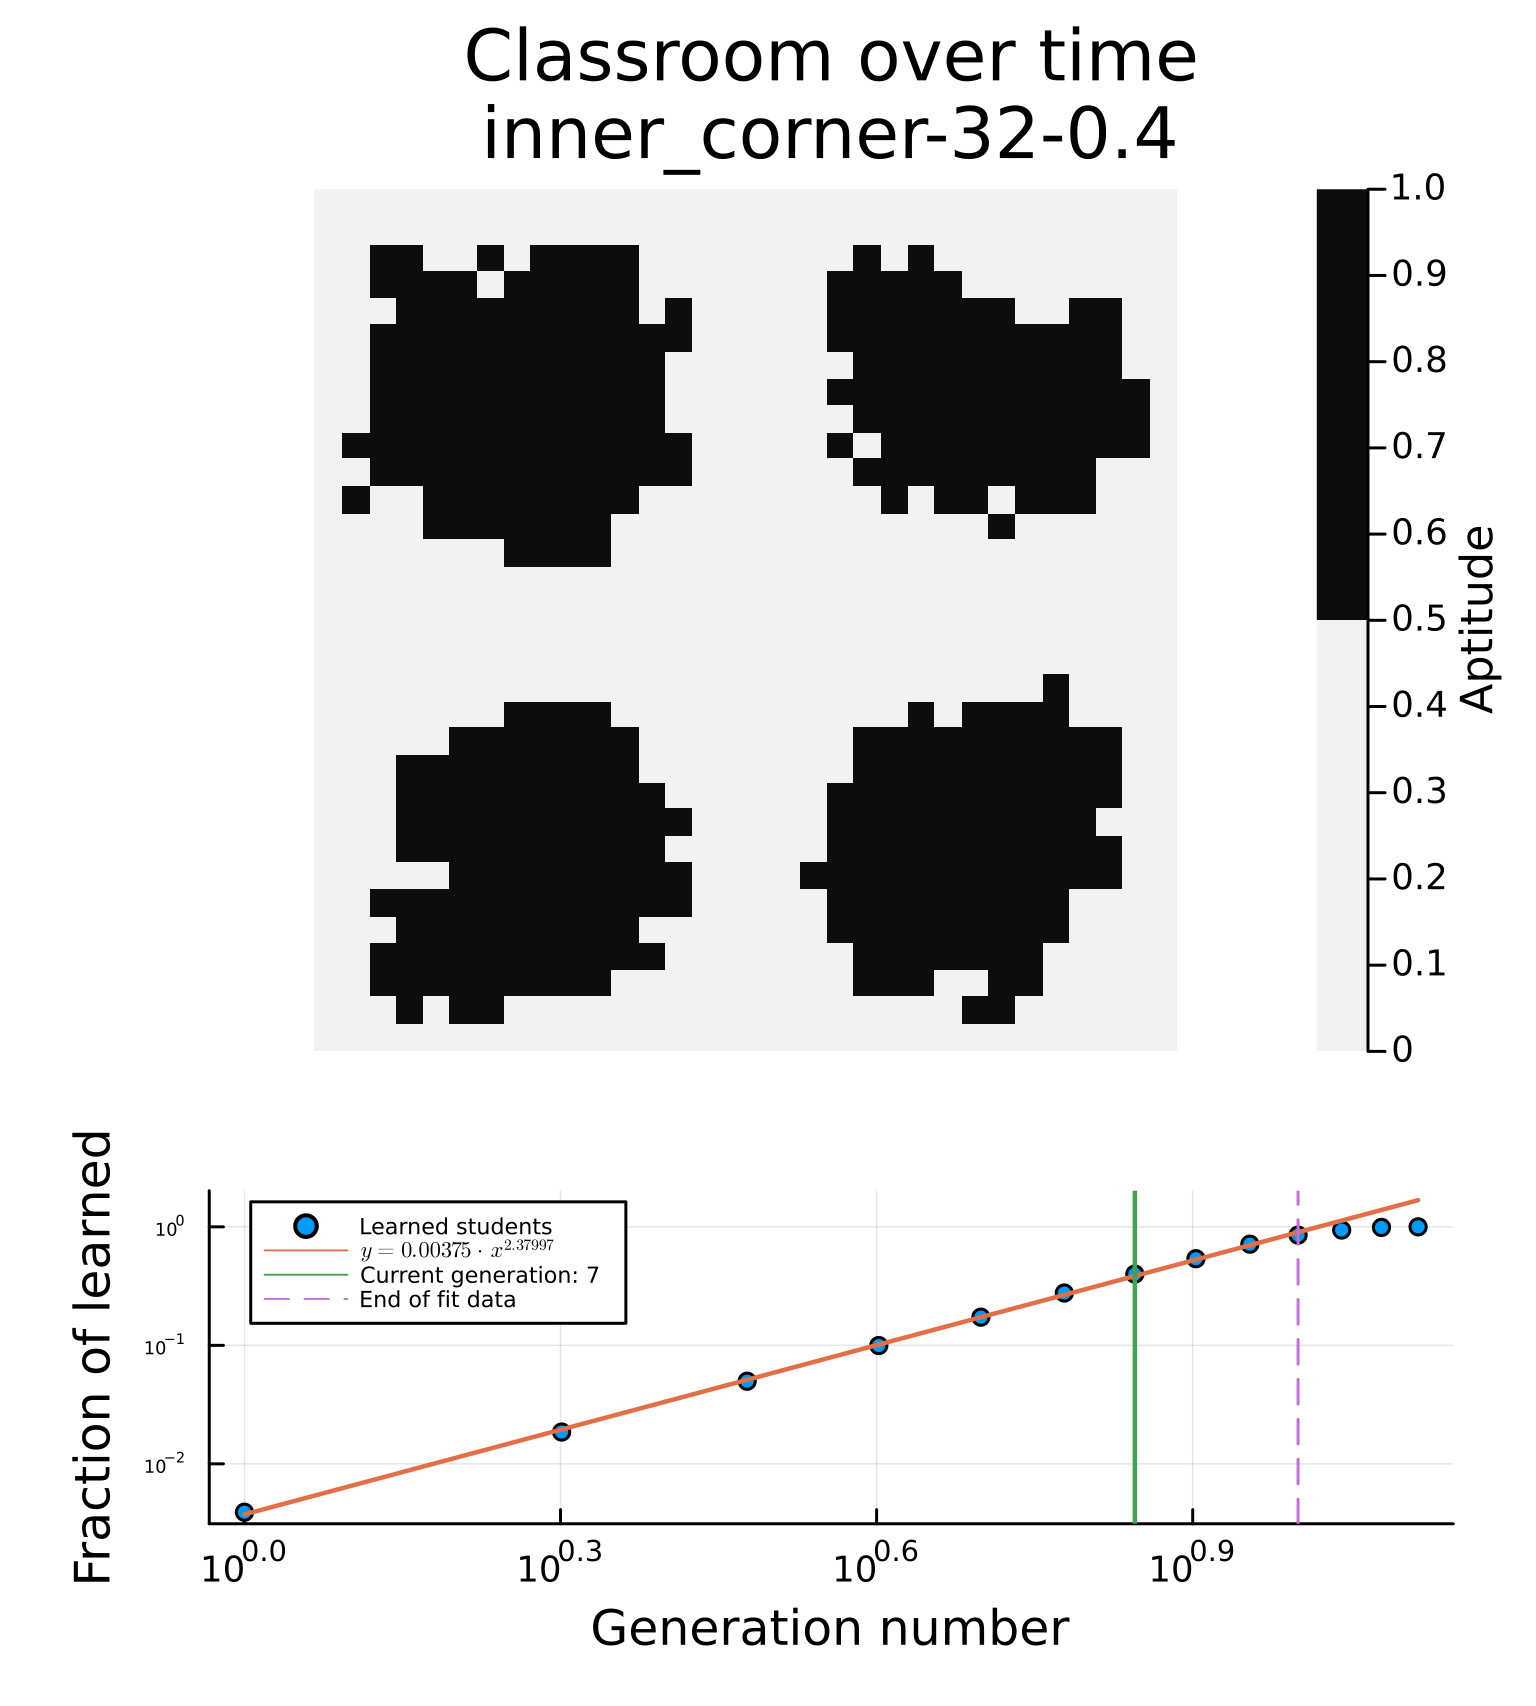 Classroom over time
inner_corner-32-0.4
1.0
0.9
0.8
0.7
0.6
0.5
0.4
0.3
0.2
0.1
0
Aptitude
Fraction of learned
10⁰
10⁻¹
10⁻²
Learned students
y = 0.00375 · x^2.37997
Current generation: 7
End of fit data
10^0.0
10^0.3
10^0.6
10^0.9
Generation number